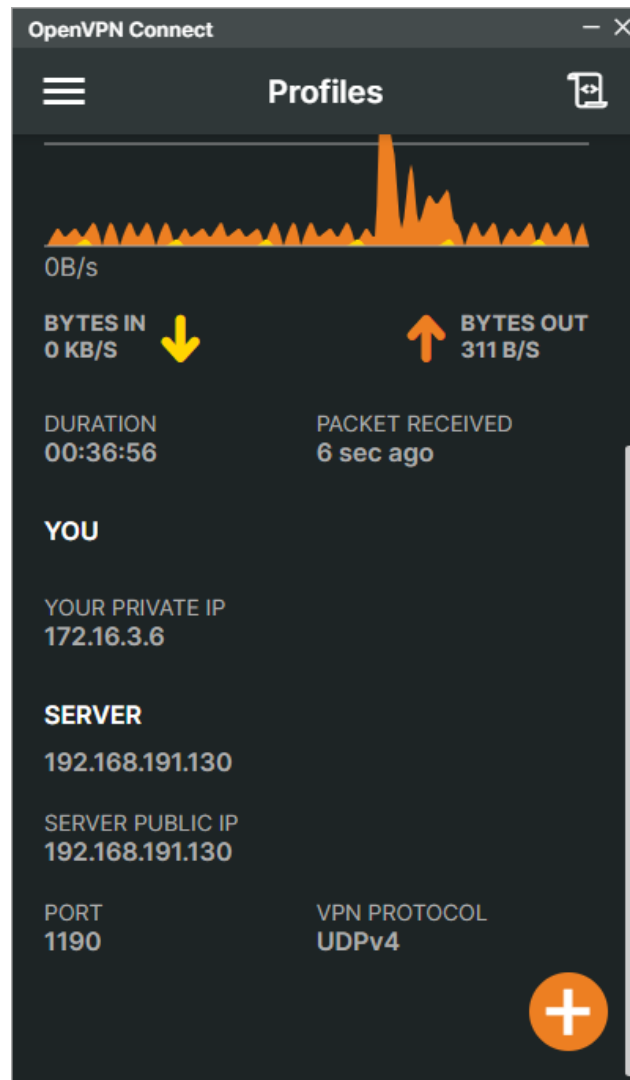 OpenVPN Connect
Profiles
0B/s
BYTES IN
0 KB/S
BYTES OUT
311 B/S
DURATION
00:36:56
PACKET RECEIVED
6 sec ago
YOU
YOUR PRIVATE IP
172.16.3.6
SERVER
192.168.191.130
SERVER PUBLIC IP
192.168.191.130
PORT
1190
VPN PROTOCOL
UDPv4